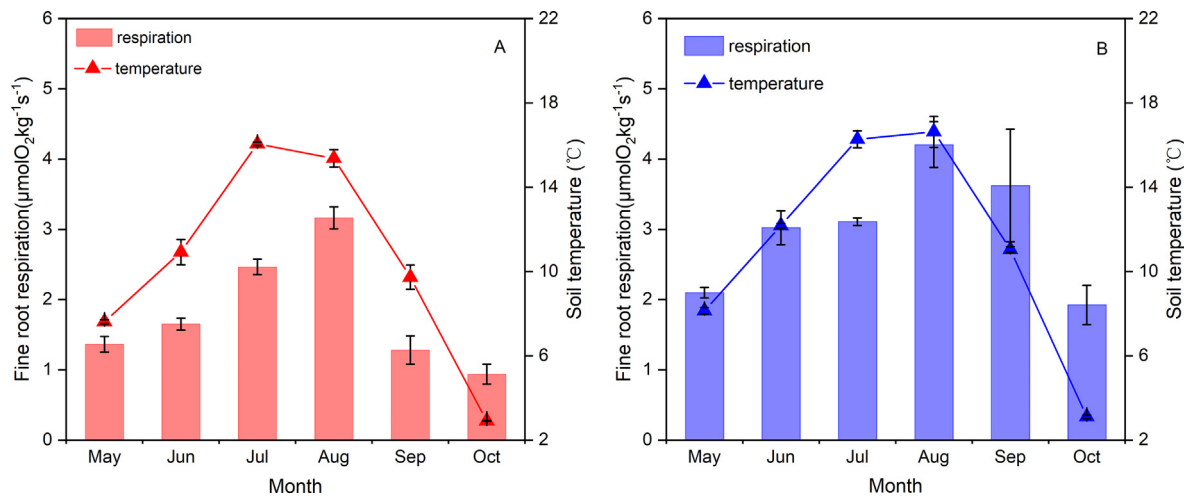 A
respiration
temperature
Fine root respiration(μmolO₂kg⁻¹s⁻¹)
6
5
4
3
2
1
0
22
18
14
10
6
2
Soil temperature (℃)
May Jun Jul Aug Sep Oct
Month
B
respiration
temperature
Fine root respiration(μmolO₂kg⁻¹s⁻¹)
6
5
4
3
2
1
0
22
18
14
10
6
2
Soil temperature (℃)
May Jun Jul Aug Sep Oct
Month